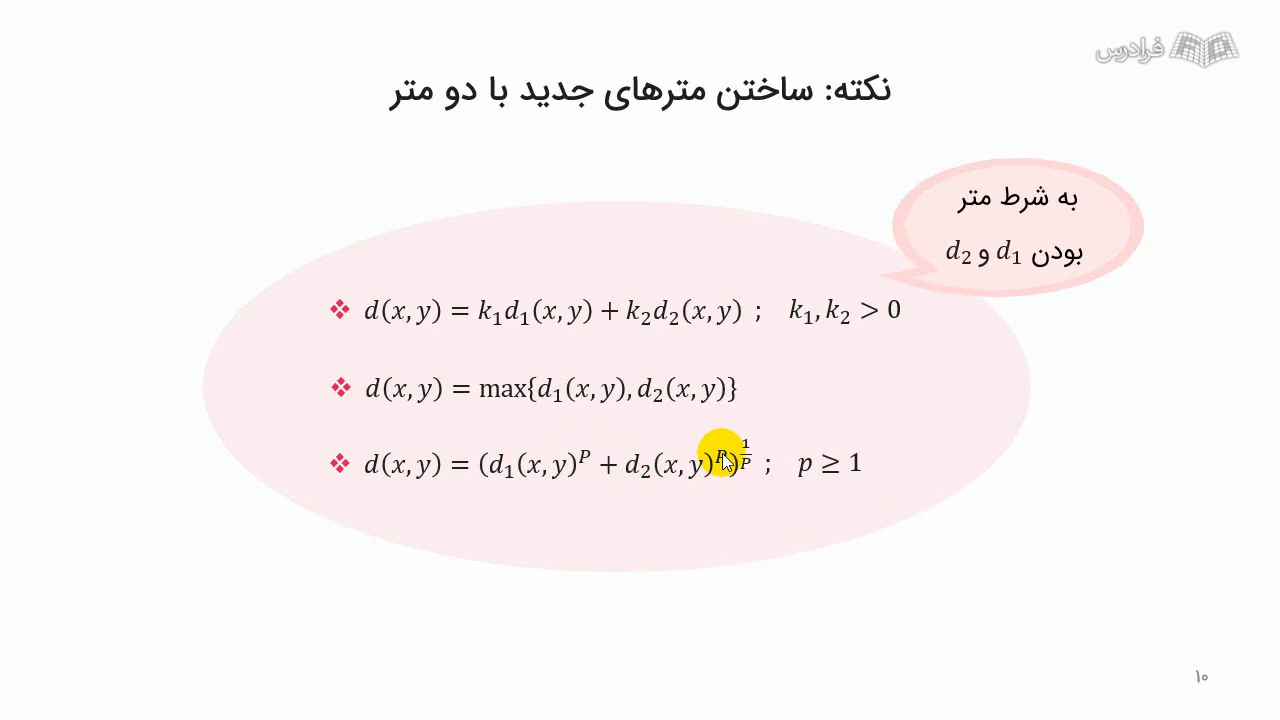 فرادرس
نکته: ساختن مترهای جدید با دو متر
به شرط متر
بودن d₁ و d₂
❖ d(x, y) = k₁d₁(x, y) + k₂d₂(x, y) ; k₁, k₂ > 0
❖ d(x, y) = max{d₁(x, y), d₂(x, y)}
❖ d(x, y) = (d₁(x, y)^P + d₂(x, y)^P)^(1/P) ; p ≥ 1
۱۰